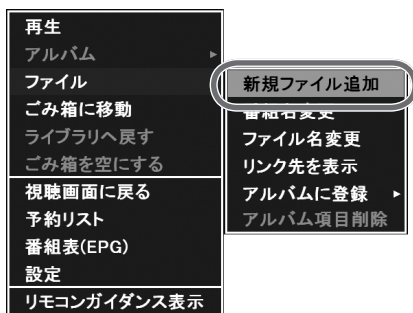 再生
アルバム
ファイル
ごみ箱に移動
ライブラリへ戻す
ごみ箱を空にする
視聴画面に戻る
予約リスト
番組表(EPG)
設定
リモコンガイダンス表示
新規ファイル追加
番組名変更
ファイル名変更
リンク先を表示
アルバムに登録
アルバム項目削除